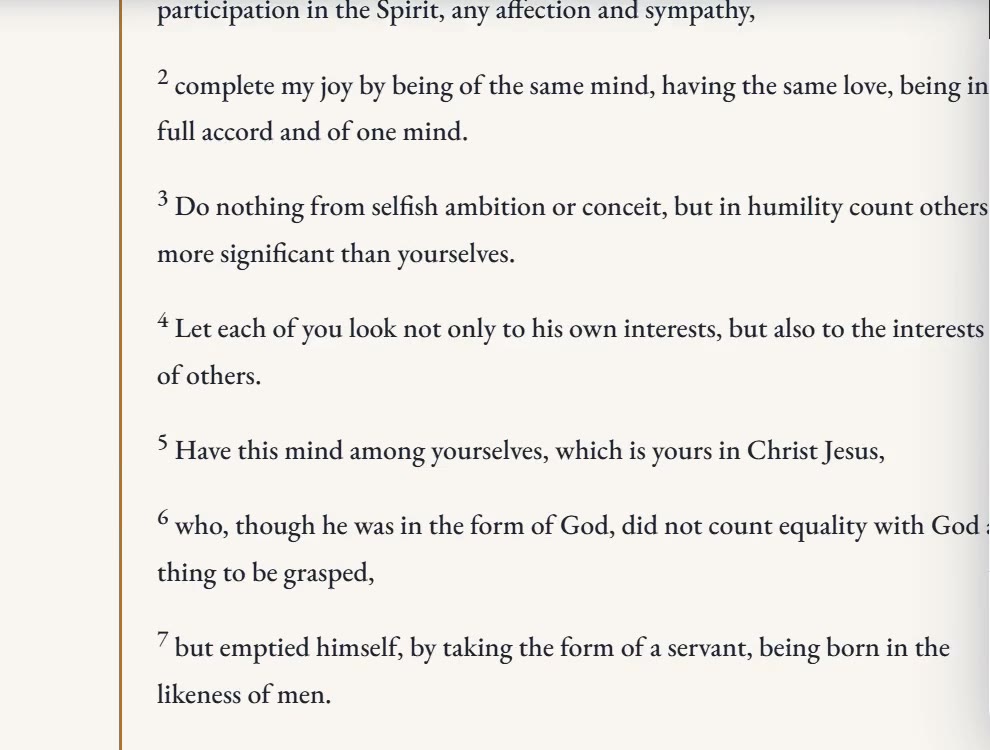 participation in the Spirit, any affection and sympathy,
2 complete my joy by being of the same mind, having the same love, being in
full accord and of one mind.
3 Do nothing from selfish ambition or conceit, but in humility count others
more significant than yourselves.
4 Let each of you look not only to his own interests, but also to the interests
of others.
5 Have this mind among yourselves, which is yours in Christ Jesus,
6 who, though he was in the form of God, did not count equality with God a
thing to be grasped,
7 but emptied himself, by taking the form of a servant, being born in the
likeness of men.